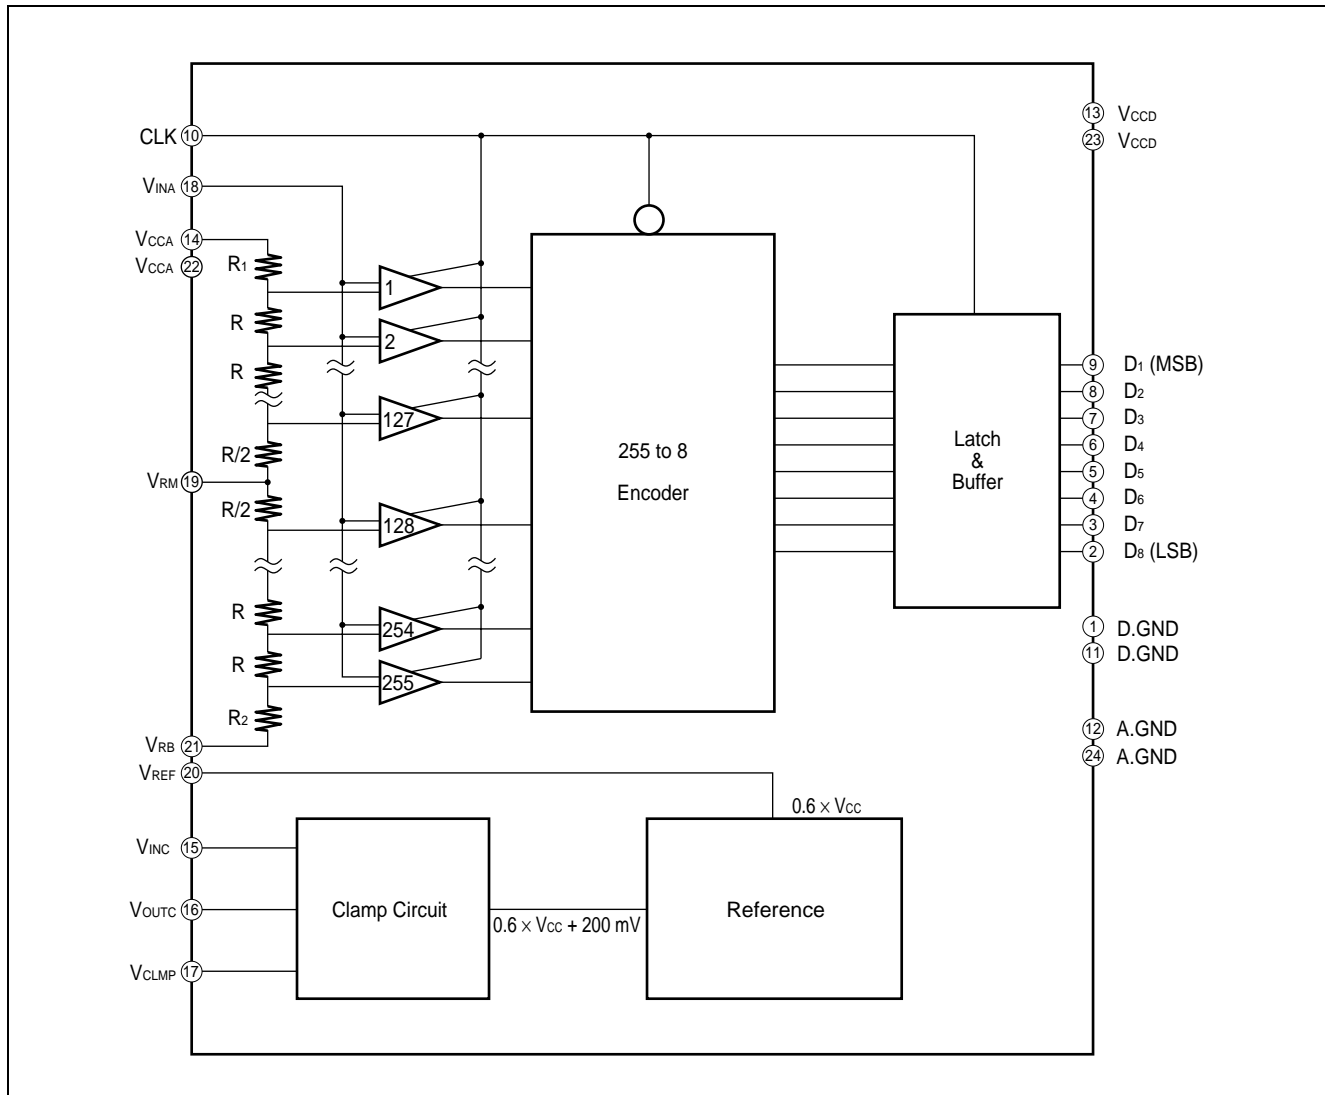 CLK 10
VINA 18
VCCA 14
VCCA 22
R1
R
R
R/2
VRM 19
R/2
R
R
R2
VRB 21
VREF 20
VINC 15
VOUTC 16
VCLMP 17
1
2
127
128
254
255
255 to 8
Encoder
Latch
&
Buffer
13 VCCD
23 VCCD
9 D1 (MSB)
8 D2
7 D3
6 D4
5 D5
4 D6
3 D7
2 D8 (LSB)
1 D.GND
11 D.GND
12 A.GND
24 A.GND
0.6 × VCC
Clamp Circuit
0.6 × VCC + 200 mV
Reference